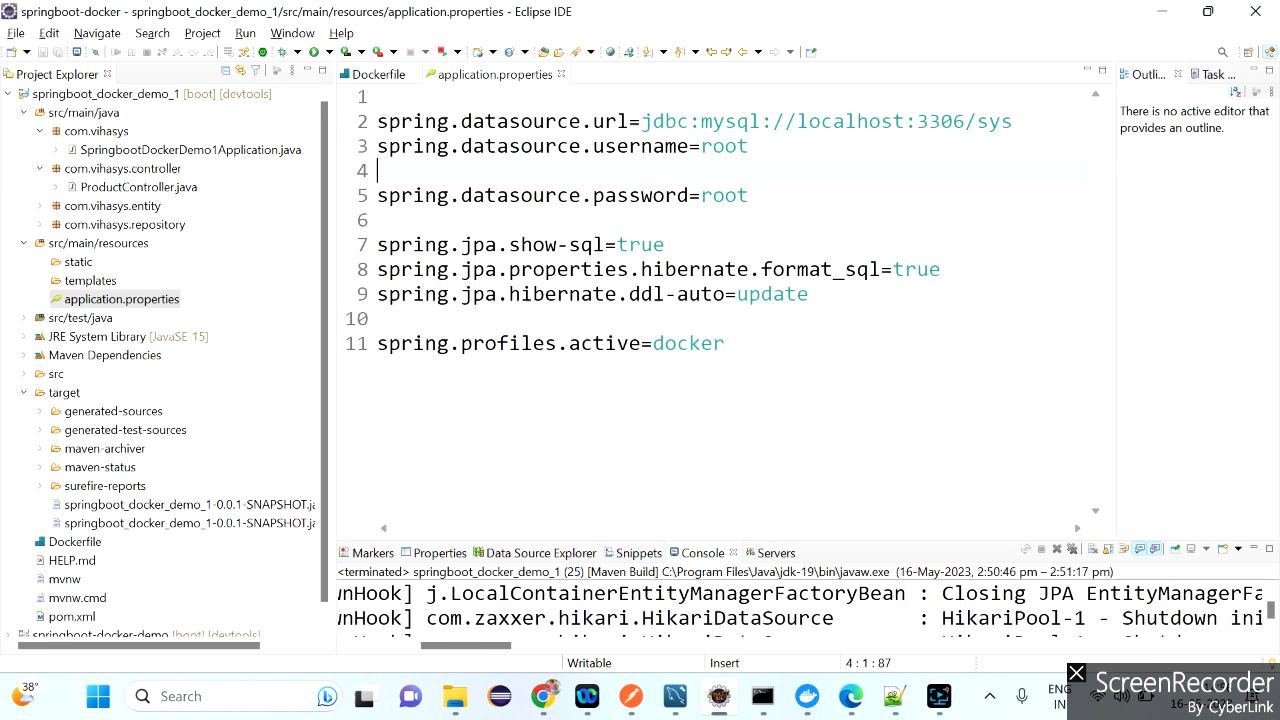 springboot-docker - springboot_docker_demo_1/src/main/resources/application.properties - Eclipse IDE
File Edit Navigate Search Project Run Window Help
Project Explorer
springboot_docker_demo_1 [boot] [devtools]
src/main/java
com.vihasys
SpringbootDockerDemo1Application.java
com.vihasys.controller
ProductController.java
com.vihasys.entity
com.vihasys.repository
src/main/resources
static
templates
application.properties
src/test/java
JRE System Library [JavaSE-15]
Maven Dependencies
src
target
generated-sources
generated-test-sources
maven-archiver
maven-status
surefire-reports
springboot_docker_demo_1-0.0.1-SNAPSHOT.ja
springboot_docker_demo_1-0.0.1-SNAPSHOT.ja
Dockerfile
HELP.md
mvnw
mvnw.cmd
pom.xml
springboot-docker-demo [boot] [devtools]
Dockerfile application.properties
1
2 spring.datasource.url=jdbc:mysql://localhost:3306/sys
3 spring.datasource.username=root
4
5 spring.datasource.password=root
6
7 spring.jpa.show-sql=true
8 spring.jpa.properties.hibernate.format_sql=true
9 spring.jpa.hibernate.ddl-auto=update
10
11 spring.profiles.active=docker
Outli... Task ...
There is no active editor that
provides an outline.
Markers Properties Data Source Explorer Snippets Console Servers
<terminated> springboot_docker_demo_1 (25) [Maven Build] C:\Program Files\Java\jdk-19\bin\javaw.exe (16-May-2023, 2:50:46 pm – 2:51:17 pm)
wnHook] j.LocalContainerEntityManagerFactoryBean : Closing JPA EntityManagerFa
wnHook] com.zaxxer.hikari.HikariDataSource : HikariPool-1 - Shutdown ini
Writable Insert 4 : 1 : 87
38°
Search
ENG
IN
ScreenRecorder
By CyberLink